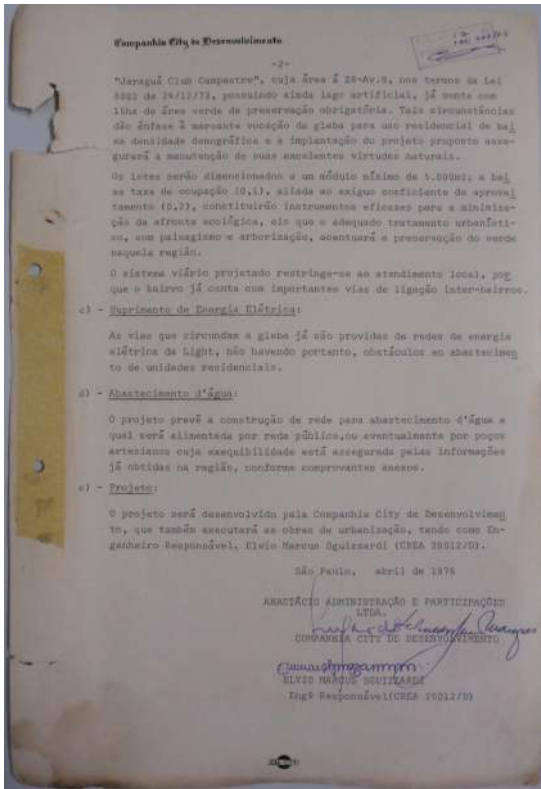 Companhia City de Desenvolvimento
-2-
"Jaraguá Club Campestre", cuja área é Z8-Av.8, nos termos da Lei
8001 de 24/12/73, possuindo ainda lago artificial, já conta com
11ha de área verde de preservação obrigatória. Tais circunstâncias
dão ênfase à marcante vocação da gleba para uso residencial de bai
xa densidade demográfica e a implantação do projeto proposto asse-
gurará a manutenção de suas excelentes virtudes naturais.
Os lotes serão dimensionados a um módulo mínimo de 5.000m2; a bai
xa taxa de ocupação (0,1), aliada ao exíguo coeficiente de aprovei
tamento (0,2), constituirão instrumentos eficazes para a minimiza-
ção da afronta ecológica, eis que o adequado tratamento urbanísti-
co, com paisagismo e arborização, acentuará a preservação do verde
naquela região.
O sistema viário projetado restringe-se ao atendimento local, por
que o bairro já conta com importantes vias de ligação inter-bairros.
c) - Suprimento de Energia Elétrica:
As vias que circundam a gleba já são providas de redes de energia
elétrica da Light, não havendo portanto, obstáculos ao abastecimen
to de unidades residenciais.
d) - Abastecimento d'água:
O projeto prevê a construção de rede para abastecimento d'água a
qual será alimentada por rede pública,ou eventualmente por poços
artesianos cuja exequibilidade está assegurada pelas informações
já obtidas na região, conforme comprovantes anexos.
e) - Projeto:
O projeto será desenvolvido pela Companhia City de Desenvolvimen
to, que também executará as obras de urbanização, tendo como En-
genheiro Responsável, Elvio Marcus Sguizzardi (CREA 20012/D).
São Paulo, abril de 1976
ANASTÁCIO ADMINISTRAÇÃO E PARTICIPAÇÕES
LTDA.
COMPANHIA CITY DE DESENVOLVIMENTO
ELVIO MARCUS SGUIZZARDI
Engº Responsável(CREA 20012/D)